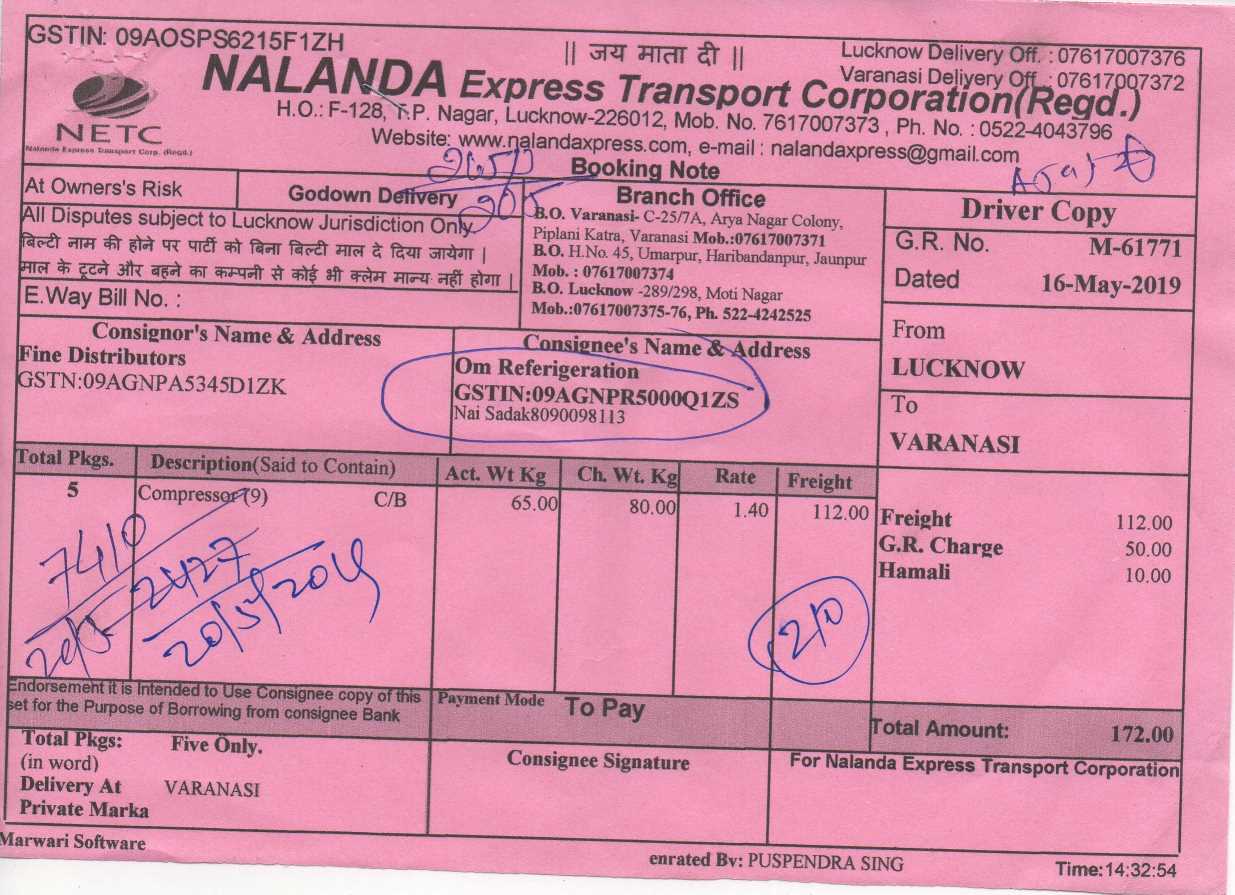 GSTIN: 09AOSPS6215F1ZH
|| जय माता दी ||
Lucknow Delivery Off. : 07617007376
Varanasi Delivery Off. : 07617007372
NALANDA Express Transport Corporation(Regd.)
NETC
Nalanda Express Transport Corp. (Regd.)
H.O.: F-128, T.P. Nagar, Lucknow-226012, Mob. No. 7617007373 , Ph. No. : 0522-4043796
Website: www.nalandaxpress.com, e-mail : nalandaxpress@gmail.com
Booking Note
At Owners's Risk
Godown Delivery
All Disputes subject to Lucknow Jurisdiction Only
बिल्टी नाम की होने पर पार्टी को बिना बिल्टी माल दे दिया जायेगा |
माल के टूटने और बहने का कम्पनी से कोई भी क्लेम मान्य नहीं होगा |
E.Way Bill No. :
Branch Office
B.O. Varanasi- C-25/7A, Arya Nagar Colony,
Piplani Katra, Varanasi Mob.:07617007371
B.O. H.No. 45, Umarpur, Haribandanpur, Jaunpur
Mob. : 07617007374
B.O. Lucknow -289/298, Moti Nagar
Mob.:07617007375-76, Ph. 522-4242525
Driver Copy
G.R. No. M-61771
Dated 16-May-2019
From
LUCKNOW
To
VARANASI
Consignor's Name & Address
Fine Distributors
GSTN:09AGNPA5345D1ZK
Consignee's Name & Address
Om Referigeration
GSTIN:09AGNPR5000Q1ZS
Nai Sadak8090098113
Total Pkgs. Description(Said to Contain) Act. Wt Kg Ch. Wt. Kg Rate Freight
5 Compressor (9) C/B 65.00 80.00 1.40 112.00
7410
20/5
2427
20/5/2019
210
Freight 112.00
G.R. Charge 50.00
Hamali 10.00
Endorsement it is Intended to Use Consignee copy of this
set for the Purpose of Borrowing from consignee Bank
Payment Mode To Pay
Total Amount: 172.00
Total Pkgs: Five Only.
(in word)
Delivery At VARANASI
Private Marka
Consignee Signature
For Nalanda Express Transport Corporation
Marwari Software
enrated By: PUSPENDRA SING
Time:14:32:54